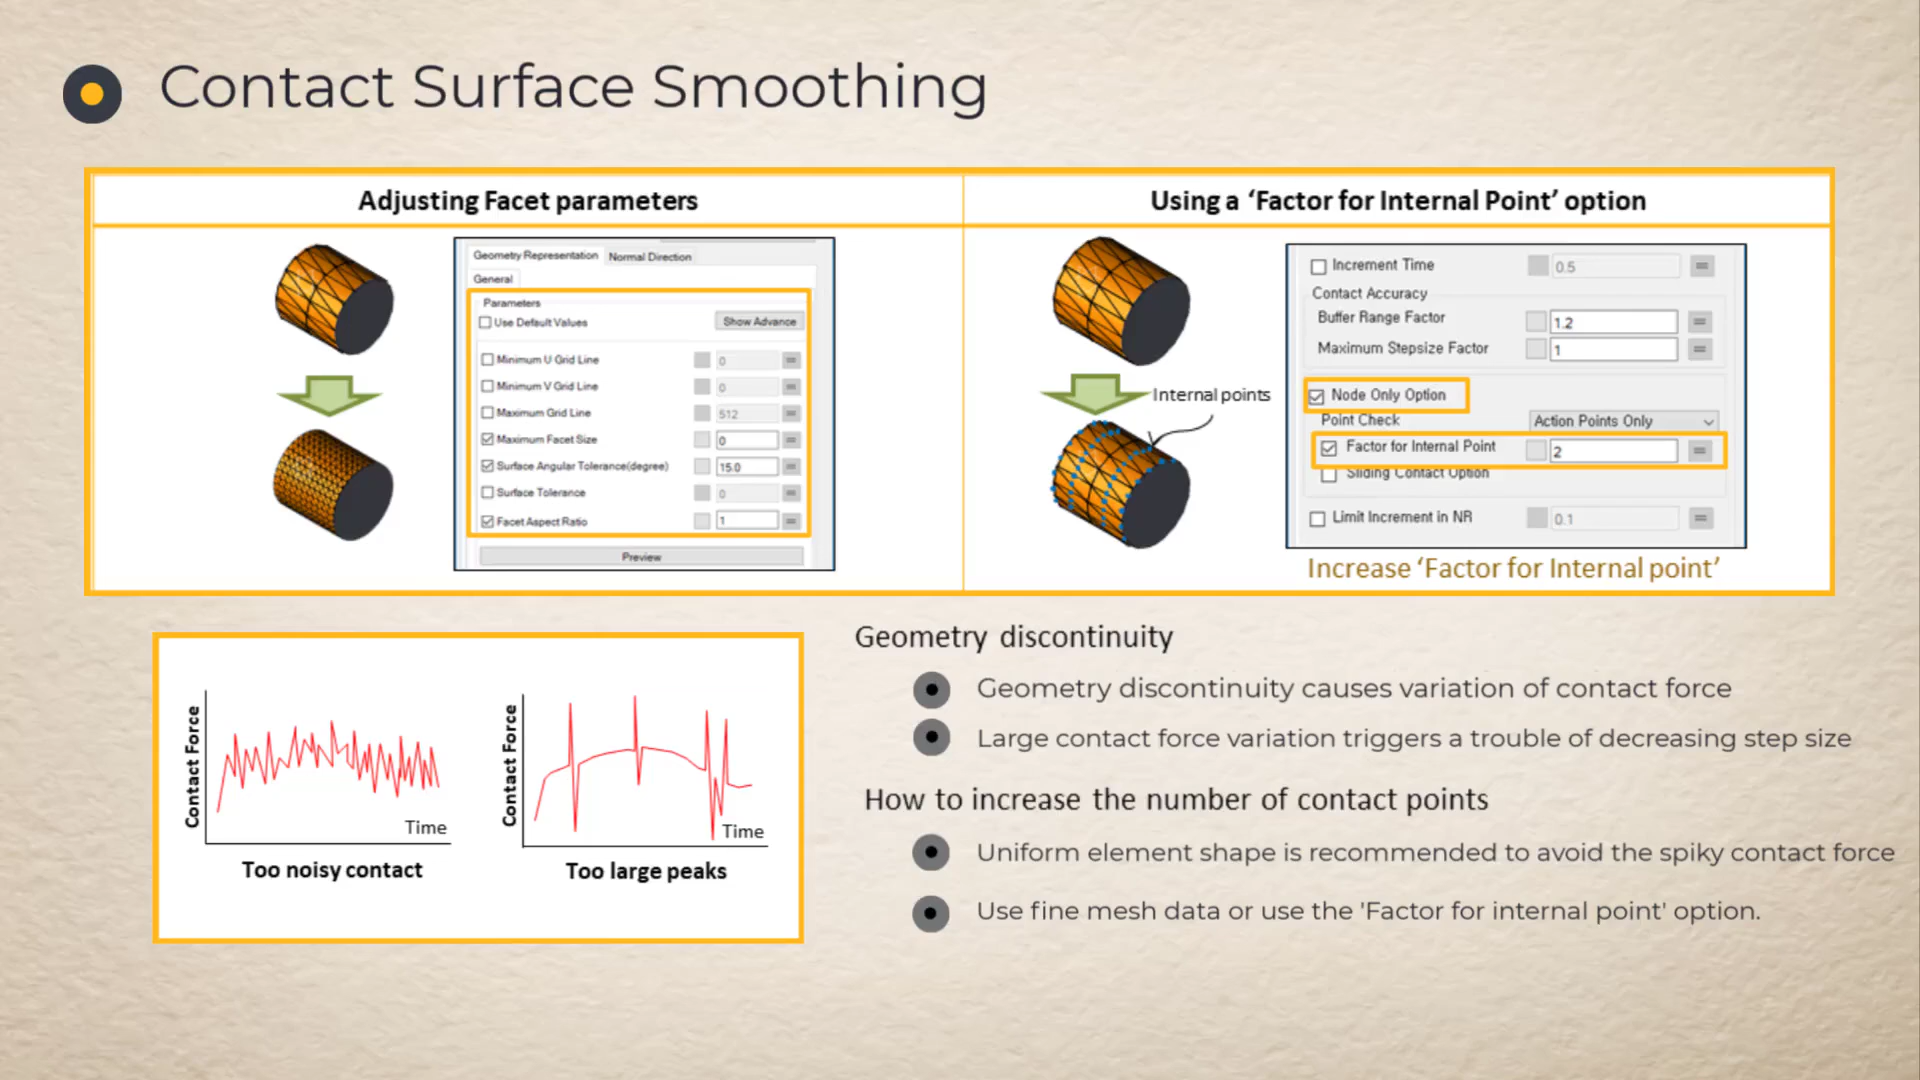 Contact Surface Smoothing
Adjusting Facet parameters
Using a ‘Factor for Internal Point’ option
Geometry Representation
Normal Direction
General
Parameters
Use Default Values
Show Advance
Minimum U Grid Line
0
Minimum V Grid Line
0
Maximum Grid Line
512
Maximum Facet Size
0
Surface Angular Tolerance(degree)
15.0
Surface Tolerance
0
Facet Aspect Ratio
1
Preview
Internal points
Increment Time
0.5
Contact Accuracy
Buffer Range Factor
1.2
Maximum Stepsize Factor
1
Node Only Option
Point Check
Action Points Only
Factor for Internal Point
2
Sliding Contact Option
Limit Increment in NR
0.1
Increase ‘Factor for Internal point’
Contact Force
Time
Too noisy contact
Contact Force
Time
Too large peaks
Geometry discontinuity
Geometry discontinuity causes variation of contact force
Large contact force variation triggers a trouble of decreasing step size
How to increase the number of contact points
Uniform element shape is recommended to avoid the spiky contact force
Use fine mesh data or use the 'Factor for internal point' option.